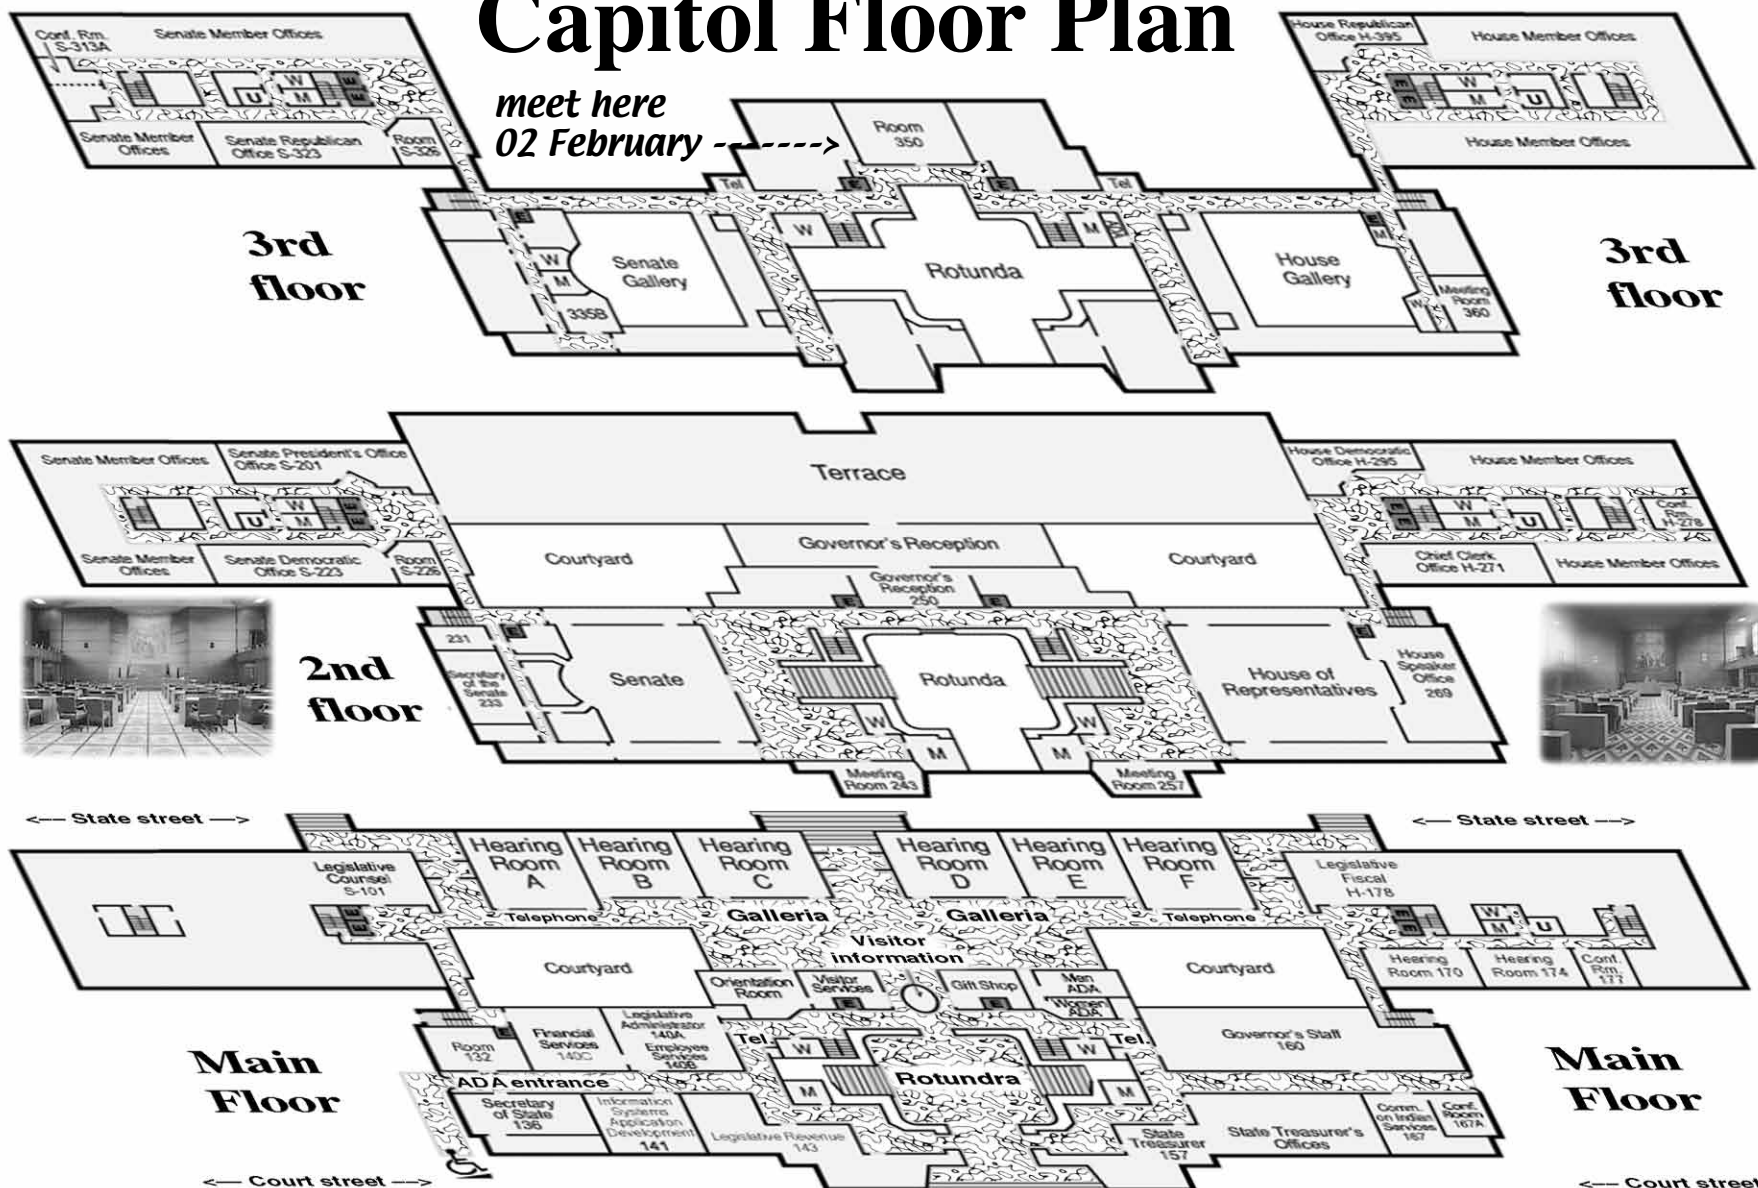 Capitol Floor Plan
Conf. Rm.
S-313A
Senate Member Offices
meet here
02 February ------->
House Republican
Office H-395
House Member Offices
W
M
U
E
E
Senate Member
Offices
Senate Republican
Office S-323
Room
S-326
Room
350
E
E
Tel
Tel
E
E
W
M
U
House Member Offices
3rd
floor
E
W
M
335B
Senate
Gallery
W
Rotunda
M
ADA
House
Gallery
E
M
W
Meeting
Room
360
3rd
floor
Terrace
Senate Member Offices
Senate President's Office
Office S-201
House Democratic
Office H-295
House Member Offices
U
W
M
E
E
Senate Member
Offices
Senate Democratic
Office S-223
Room
S-226
Courtyard
Governor's Reception
Governor's
Reception
250
E
E
Courtyard
E
E
W
M
U
Conf.
Rm.
H-278
Chief Clerk
Office H-271
House Member Offices
2nd
floor
231
Secretary
of the
Senate
233
E
Senate
Rotunda
W
M
W
M
Meeting
Room 243
Meeting
Room 257
House of
Representatives
E
House
Speaker
Office
269
<-- State street -->
<-- State street -->
Legislative
Counsel
S-101
E
E
Hearing
Room
A
Hearing
Room
B
Hearing
Room
C
Hearing
Room
D
Hearing
Room
E
Hearing
Room
F
Legislative
Fiscal
H-178
Telephone
Galleria
Galleria
Telephone
Visitor
information
E
E
W
M
U
Hearing
Room 170
Hearing
Room 174
Conf.
Rm.
177
Courtyard
Orientation
Room
Visitor
Services
E
Gift Shop
E
Men
ADA
Women
ADA
Courtyard
Main
Floor
Room
132
E
Financial
Services
140C
Legislative
Administrator
140A
Employee
Services
140B
Tel.
W
M
Rotundra
W
M
Tel.
Governor's Staff
160
Main
Floor
ADA entrance
Secretary
of State
136
Information
Systems
Application
Development
141
Legislative Revenue
143
State
Treasurer
157
State Treasurer's
Offices
Comm.
on Indian
Services
167
Conf.
Room
167A
<-- Court street -->
<-- Court street